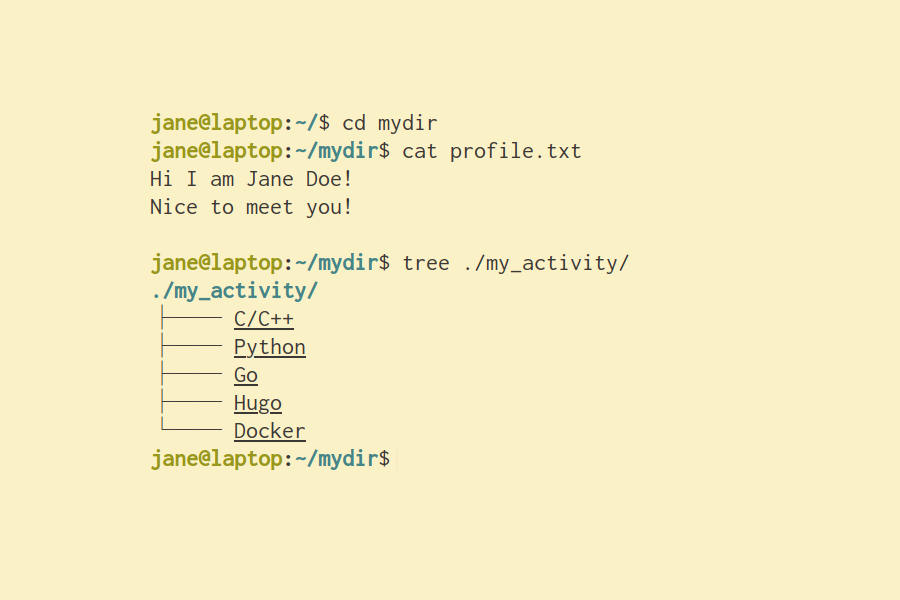 jane@laptop:~/$ cd mydir
jane@laptop:~/mydir$ cat profile.txt
Hi I am Jane Doe!
Nice to meet you!
jane@laptop:~/mydir$ tree ./my_activity/
./my_activity/
├── C/C++
├── Python
├── Go
├── Hugo
└── Docker
jane@laptop:~/mydir$